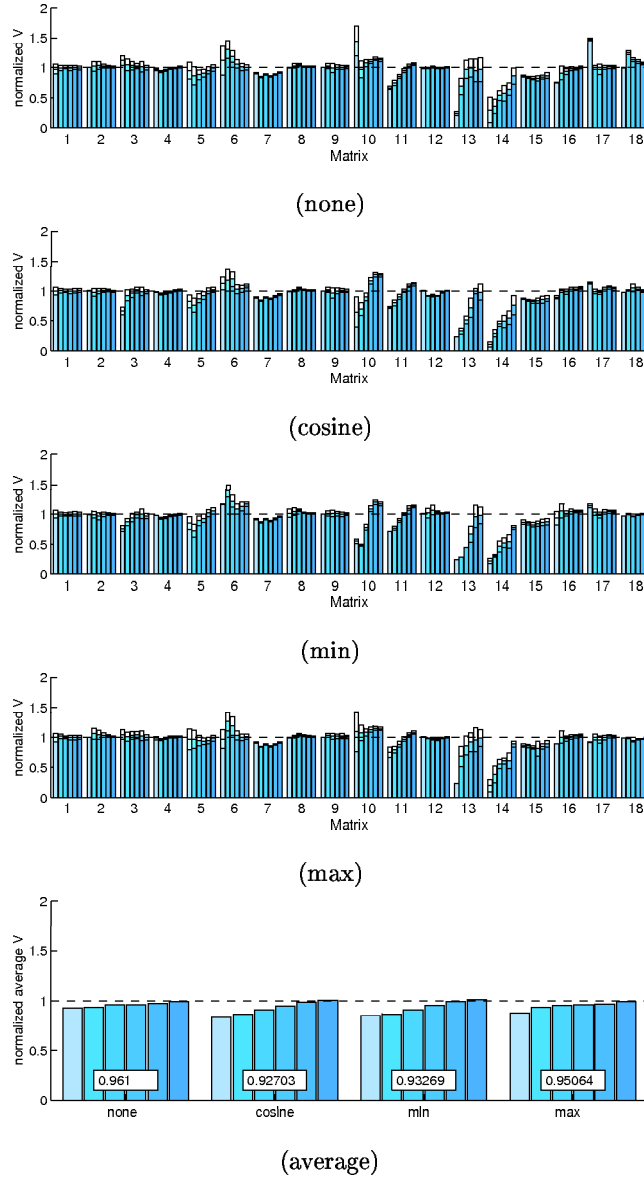 2
1.5
1
0.5
0
normalized V
1 2 3 4 5 6 7 8 9 10 11 12 13 14 15 16 17 18
Matrix
(none)
2
1.5
1
0.5
0
normalized V
1 2 3 4 5 6 7 8 9 10 11 12 13 14 15 16 17 18
Matrix
(cosine)
2
1.5
1
0.5
0
normalized V
1 2 3 4 5 6 7 8 9 10 11 12 13 14 15 16 17 18
Matrix
(min)
2
1.5
1
0.5
0
normalized V
1 2 3 4 5 6 7 8 9 10 11 12 13 14 15 16 17 18
Matrix
(max)
2
1.5
1
0.5
0
normalized average V
0.961 0.92703 0.93269 0.95064
none cosine min max
(average)